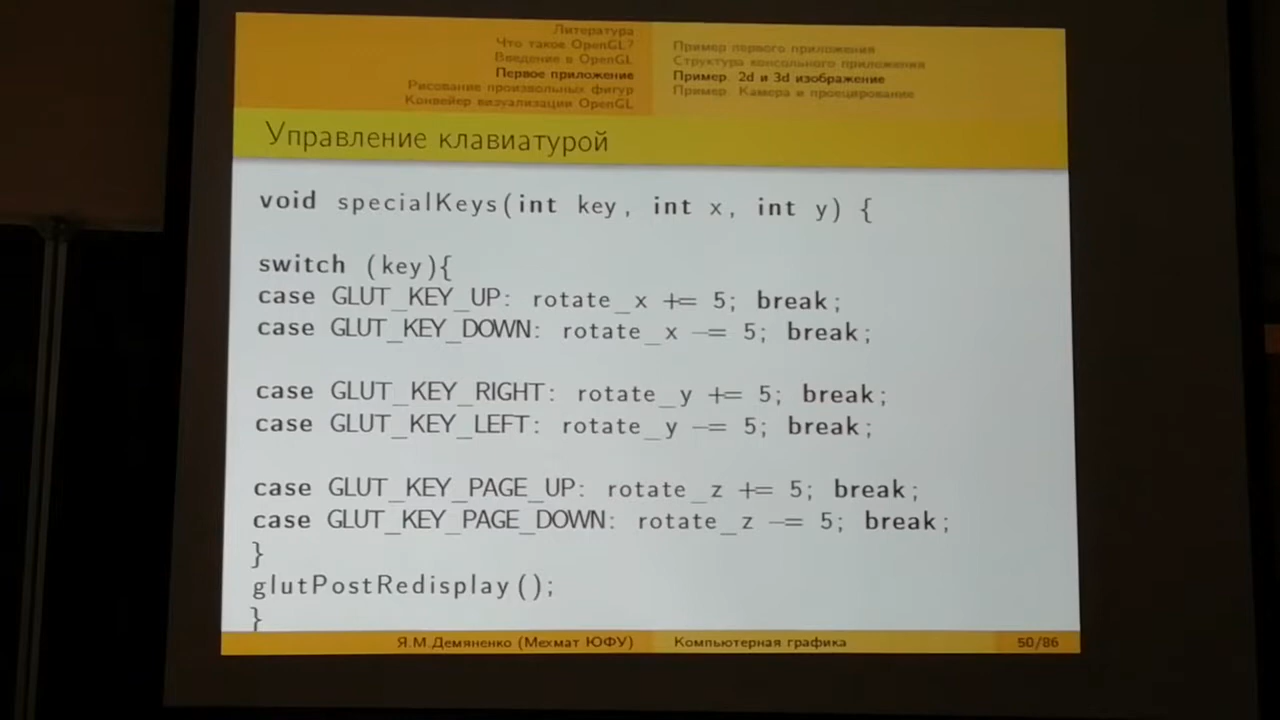 Литература
Что такое OpenGL?
Введение в OpenGL
Первое приложение
Рисование произвольных фигур
Конвейер визуализации OpenGL
Пример первого приложения
Структура консольного приложения
Пример. 2d и 3d изображение
Пример. Камера и проецирование
Управление клавиатурой
void specialKeys(int key, int x, int y) {
switch (key){
case GLUT_KEY_UP: rotate_x += 5; break;
case GLUT_KEY_DOWN: rotate_x -= 5; break;
case GLUT_KEY_RIGHT: rotate_y += 5; break;
case GLUT_KEY_LEFT: rotate_y -= 5; break;
case GLUT_KEY_PAGE_UP: rotate_z += 5; break;
case GLUT_KEY_PAGE_DOWN: rotate_z -= 5; break;
}
glutPostRedisplay();
}
Я.М.Демяненко (Мехмат ЮФУ) Компьютерная графика 50/86